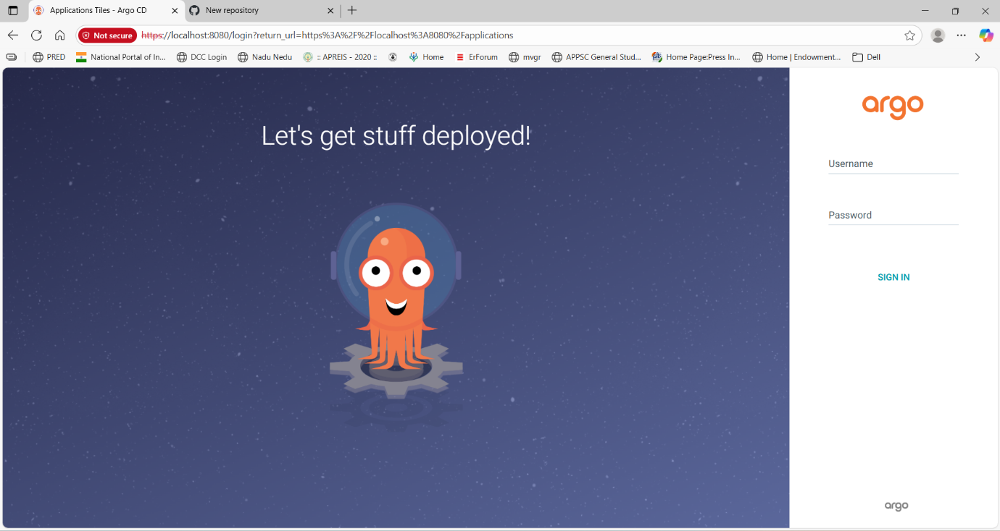 Applications Tiles - Argo CD
New repository
Not secure https://localhost:8080/login?return_url=https%3A%2F%2Flocalhost%3A8080%2Fapplications
PRED National Portal of In... DCC Login Nadu Nedu :: APREIS - 2020 :: Home ErForum mvgr APPSC General Stud... Home Page:Press In... Home | Endowment... Dell
Let's get stuff deployed!
argo
Username
Password
SIGN IN
argo